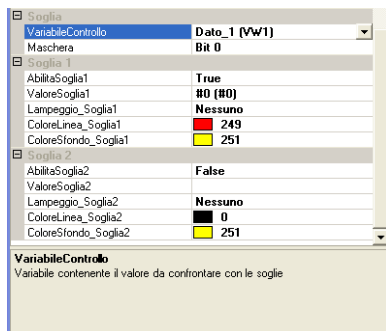 Soglia
VariabileControllo Dato_1 (VW1)
Maschera Bit 0
Soglia 1
AbilitaSoglia1 True
ValoreSoglia1 #0 (#0)
Lampeggio_Soglia1 Nessuno
ColoreLinea_Soglia1 249
ColoreSfondo_Soglia1 251
Soglia 2
AbilitaSoglia2 False
ValoreSoglia2
Lampeggio_Soglia2 Nessuno
ColoreLinea_Soglia2 0
ColoreSfondo_Soglia2 251
VariabileControllo
Variabile contenente il valore da confrontare con le soglie